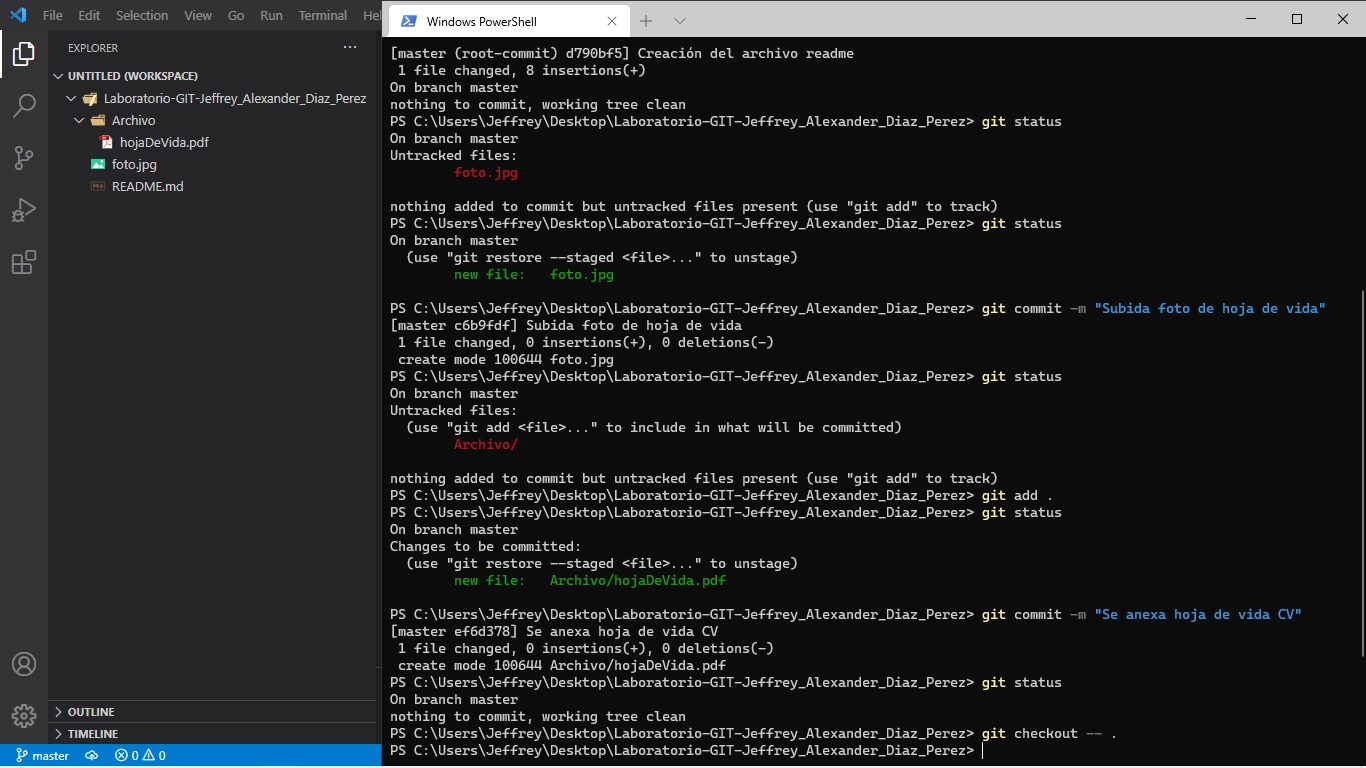 File Edit Selection View Go Run Terminal Hel
EXPLORER
UNTITLED (WORKSPACE)
Laboratorio-GIT-Jeffrey_Alexander_Diaz_Perez
Archivo
hojaDeVida.pdf
foto.jpg
README.md
OUTLINE
TIMELINE
master 0 0
Windows PowerShell
[master (root-commit) d790bf5] Creación del archivo readme
1 file changed, 8 insertions(+)
On branch master
nothing to commit, working tree clean
PS C:\Users\Jeffrey\Desktop\Laboratorio-GIT-Jeffrey_Alexander_Diaz_Perez> git status
On branch master
Untracked files:
foto.jpg
nothing added to commit but untracked files present (use "git add" to track)
PS C:\Users\Jeffrey\Desktop\Laboratorio-GIT-Jeffrey_Alexander_Diaz_Perez> git status
On branch master
(use "git restore --staged <file>..." to unstage)
new file:   foto.jpg
PS C:\Users\Jeffrey\Desktop\Laboratorio-GIT-Jeffrey_Alexander_Diaz_Perez> git commit -m "Subida foto de hoja de vida"
[master c6b9fdf] Subida foto de hoja de vida
1 file changed, 0 insertions(+), 0 deletions(-)
create mode 100644 foto.jpg
PS C:\Users\Jeffrey\Desktop\Laboratorio-GIT-Jeffrey_Alexander_Diaz_Perez> git status
On branch master
Untracked files:
(use "git add <file>..." to include in what will be committed)
Archivo/
nothing added to commit but untracked files present (use "git add" to track)
PS C:\Users\Jeffrey\Desktop\Laboratorio-GIT-Jeffrey_Alexander_Diaz_Perez> git add .
PS C:\Users\Jeffrey\Desktop\Laboratorio-GIT-Jeffrey_Alexander_Diaz_Perez> git status
On branch master
Changes to be committed:
(use "git restore --staged <file>..." to unstage)
new file:   Archivo/hojaDeVida.pdf
PS C:\Users\Jeffrey\Desktop\Laboratorio-GIT-Jeffrey_Alexander_Diaz_Perez> git commit -m "Se anexa hoja de vida CV"
[master ef6d378] Se anexa hoja de vida CV
1 file changed, 0 insertions(+), 0 deletions(-)
create mode 100644 Archivo/hojaDeVida.pdf
PS C:\Users\Jeffrey\Desktop\Laboratorio-GIT-Jeffrey_Alexander_Diaz_Perez> git status
On branch master
nothing to commit, working tree clean
PS C:\Users\Jeffrey\Desktop\Laboratorio-GIT-Jeffrey_Alexander_Diaz_Perez> git checkout -- .
PS C:\Users\Jeffrey\Desktop\Laboratorio-GIT-Jeffrey_Alexander_Diaz_Perez>